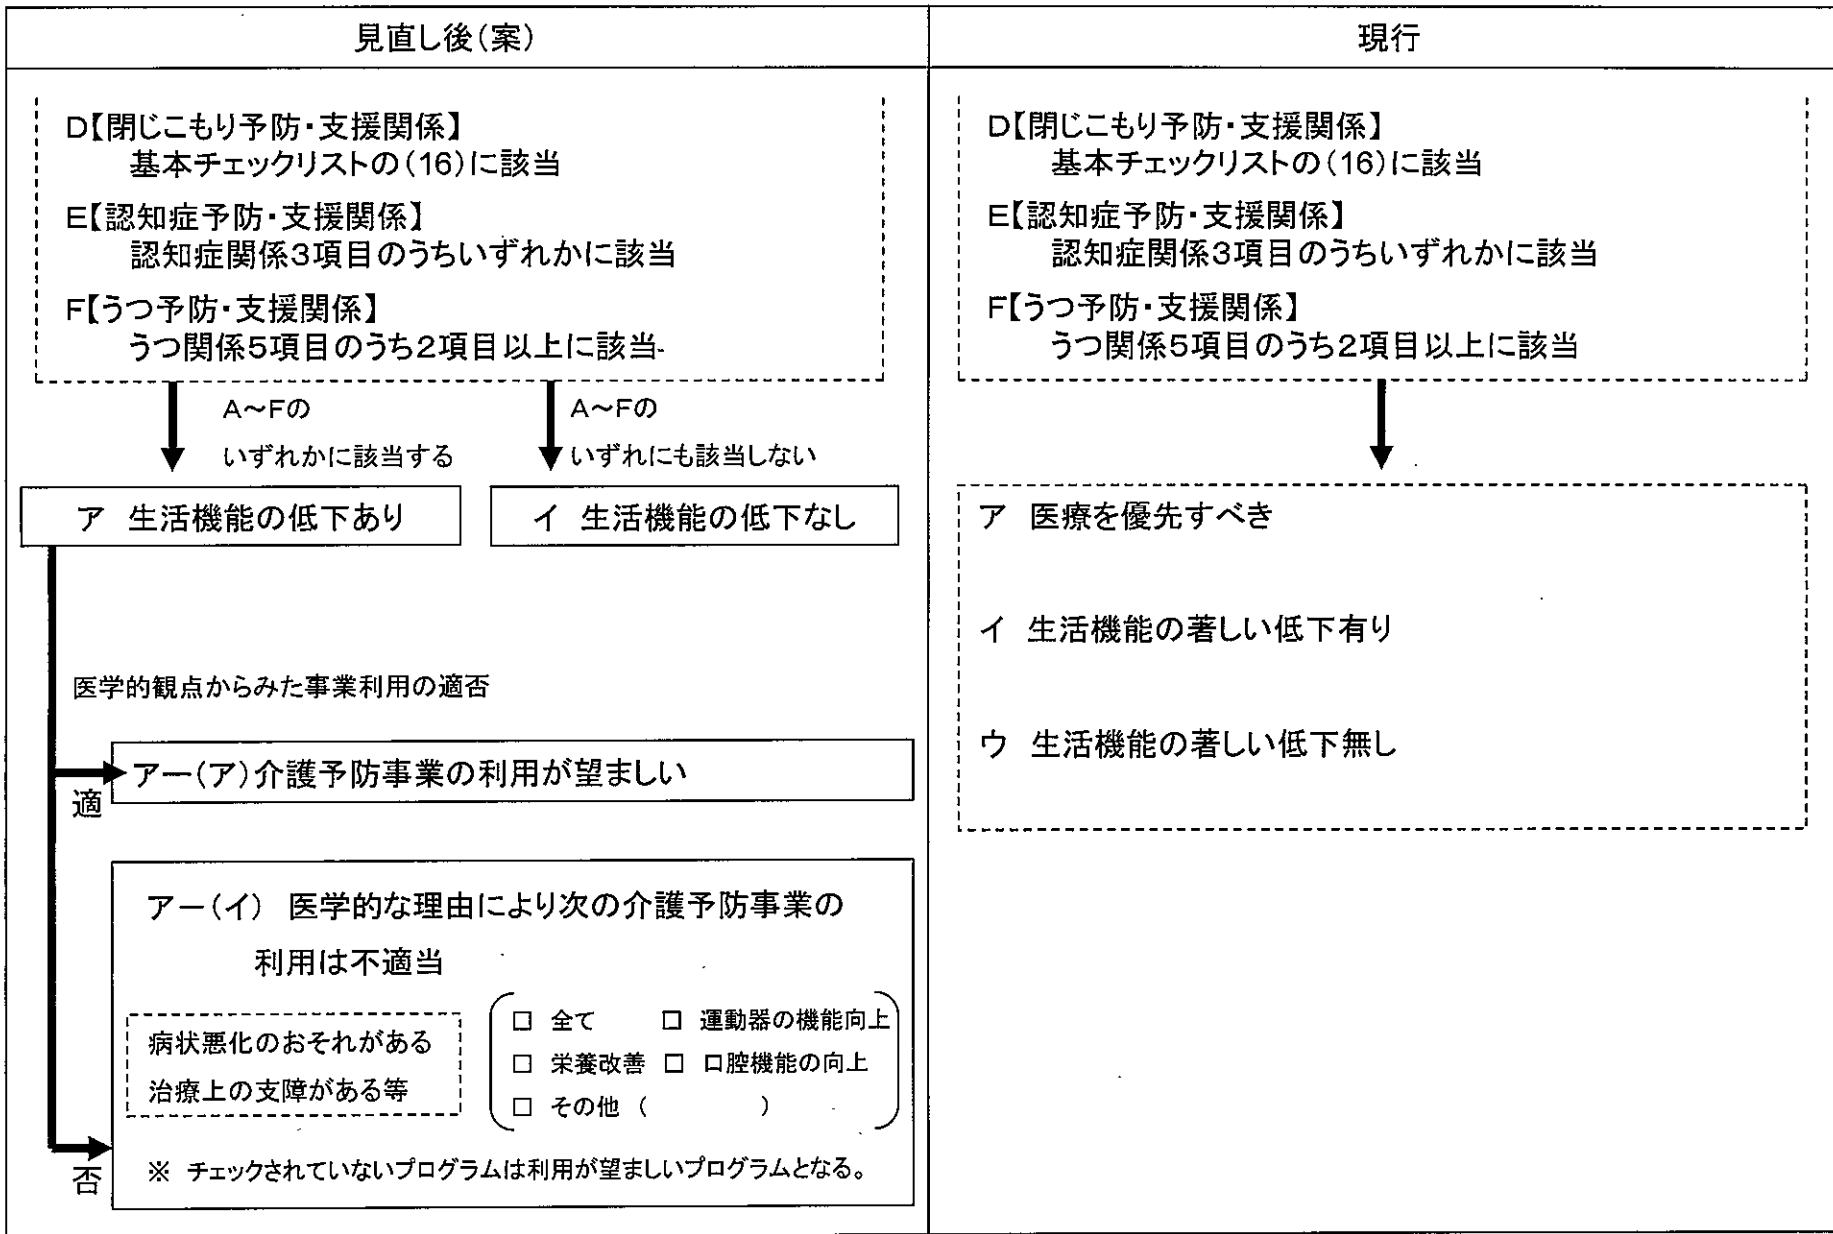 見直し後(案)
D【閉じこもり予防・支援関係】
基本チェックリストの(16)に該当
E【認知症予防・支援関係】
認知症関係3項目のうちいずれかに該当
F【うつ予防・支援関係】
うつ関係5項目のうち2項目以上に該当
A～Fの
いずれかに該当する
A～Fの
いずれにも該当しない
ア 生活機能の低下あり
イ 生活機能の低下なし
医学的観点からみた事業利用の適否
適
アー(ア)介護予防事業の利用が望ましい
アー(イ) 医学的な理由により次の介護予防事業の
利用は不適当
病状悪化のおそれがある
治療上の支障がある等
□ 全て □ 運動器の機能向上
□ 栄養改善 □ 口腔機能の向上
□ その他 ( )
否
※ チェックされていないプログラムは利用が望ましいプログラムとなる。
現行
D【閉じこもり予防・支援関係】
基本チェックリストの(16)に該当
E【認知症予防・支援関係】
認知症関係3項目のうちいずれかに該当
F【うつ予防・支援関係】
うつ関係5項目のうち2項目以上に該当
ア 医療を優先すべき
イ 生活機能の著しい低下有り
ウ 生活機能の著しい低下無し